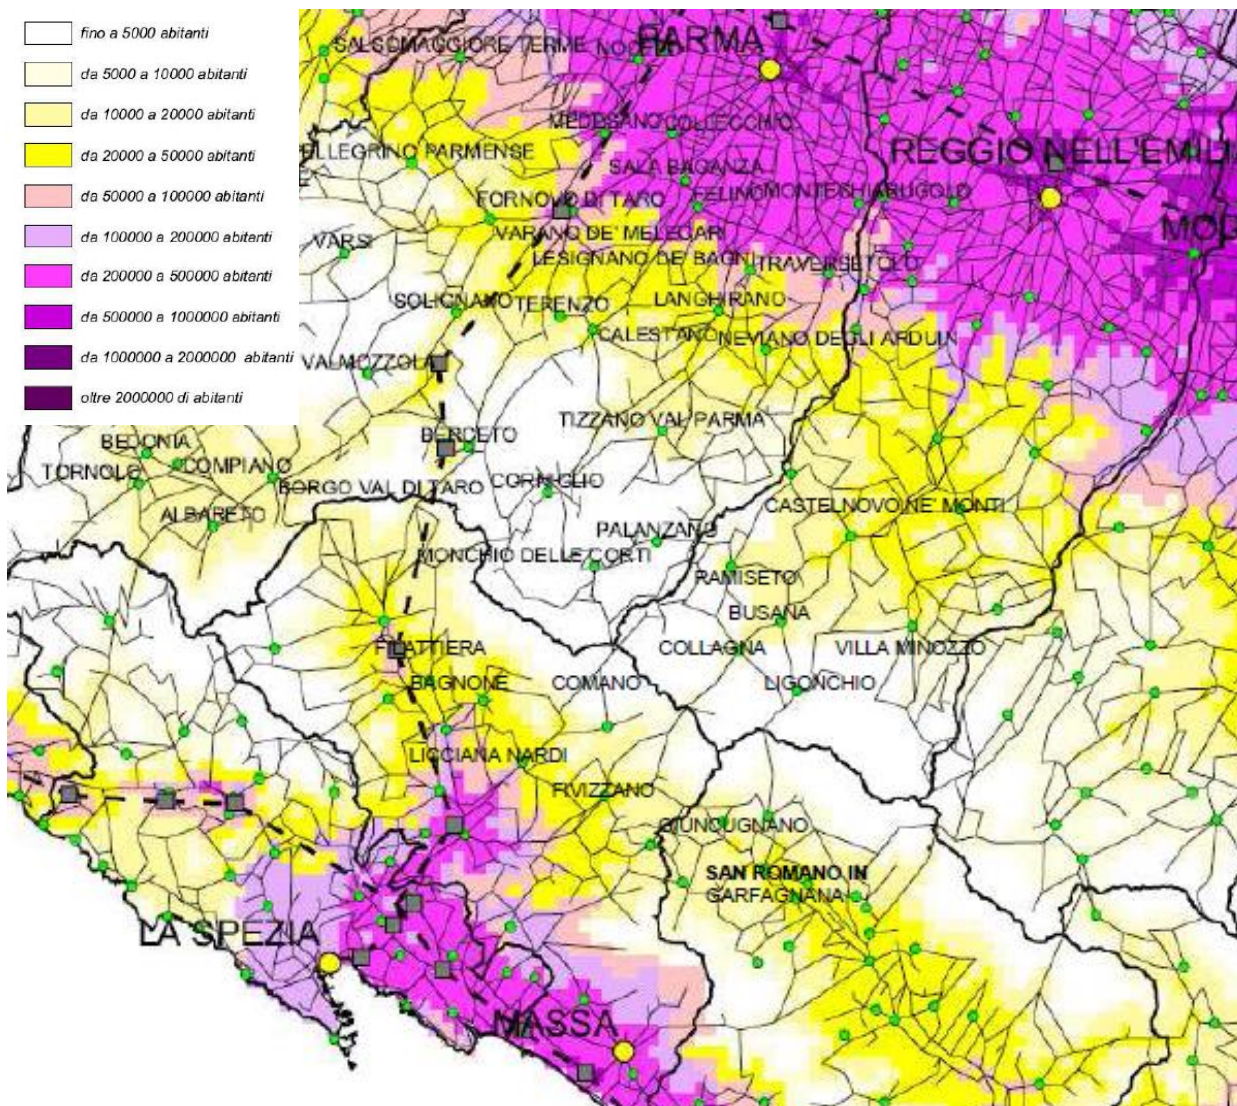 fino a 5000 abitanti
da 5000 a 10000 abitanti
da 10000 a 20000 abitanti
da 20000 a 50000 abitanti
da 50000 a 100000 abitanti
da 100000 a 200000 abitanti
da 200000 a 500000 abitanti
da 500000 a 1000000 abitanti
da 1000000 a 2000000 abitanti
oltre 2000000 di abitanti
PARMA
SALSOMAGGIORE TERME
MEDESANO
COLLECCHIO
ELLEGRINO PARMENSE
REGGIO NELL'EMILI
SALA BAGANZA
FORNOVO DI TARO
FELINO
MONTECHIARUGOLO
VARSI
VARANO DE' MELEGARI
MO
LESIGNANO DE' BAGNI
TRAVERSETOLO
SOLIGNANO
TERENZO
LANGHIRANO
CALESTANO
NEVIANO DEGLI ARDUIN
VALMOZZOLA
TIZZANO VAL PARMA
BERCETO
BEDONIA
TORNOLO
COMPIANO
BORGO VAL DI TARO
CORNIGLIO
ALBARETO
CASTELNOVO NE' MONTI
PALANZANO
MONCHIO DELLE CORTI
RAMISETO
BUSANA
FILATTIERA
COLLAGNA
VILLA MINOZZO
BAGNONE
COMANO
LIGONCHIO
LICCIANA NARDI
FIVIZZANO
GIUNCUGNANO
SAN ROMANO IN
GARFAGNANA
LA SPEZIA
MASSA